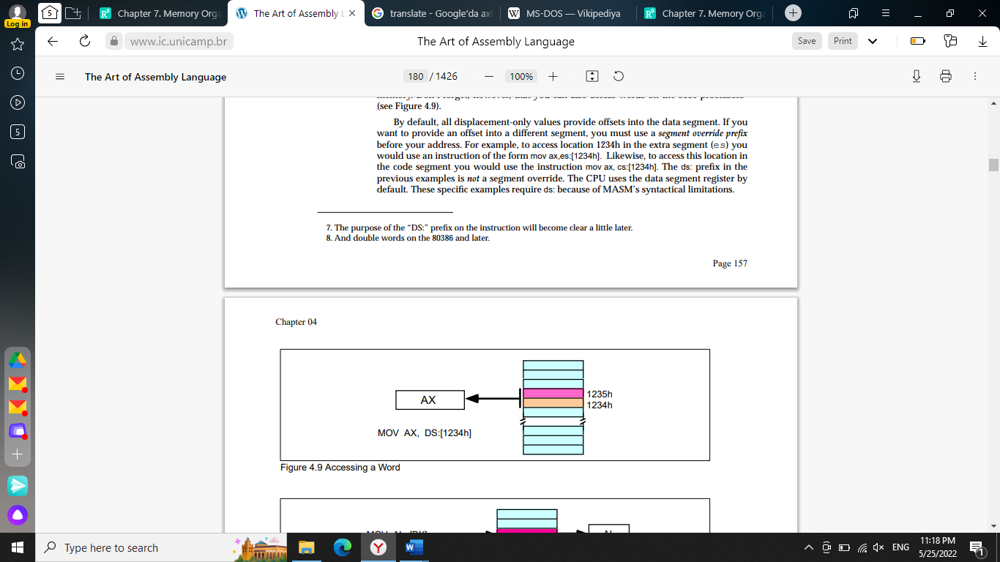 Chapter 7. Memory Orga
The Art of Assembly L
translate - Google'da axt
MS-DOS — Vikipediya
Chapter 7. Memory Orga
Log in
www.ic.unicamp.br
The Art of Assembly Language
Save
Print
The Art of Assembly Language
180 / 1426
100%
5
5
(see Figure 4.9).
By default, all displacement-only values provide offsets into the data segment. If you
want to provide an offset into a different segment, you must use a segment override prefix
before your address. For example, to access location 1234h in the extra segment (es) you
would use an instruction of the form mov ax,es:[1234h]. Likewise, to access this location in
the code segment you would use the instruction mov ax, cs:[1234h]. The ds: prefix in the
previous examples is not a segment override. The CPU uses the data segment register by
default. These specific examples require ds: because of MASM's syntactical limitations.
7. The purpose of the "DS:" prefix on the instruction will become clear a little later.
8. And double words on the 80386 and later.
Page 157
Chapter 04
AX
1235h
1234h
MOV AX, DS:[1234h]
Figure 4.9 Accessing a Word
Type here to search
ENG
11:18 PM
5/25/2022
1